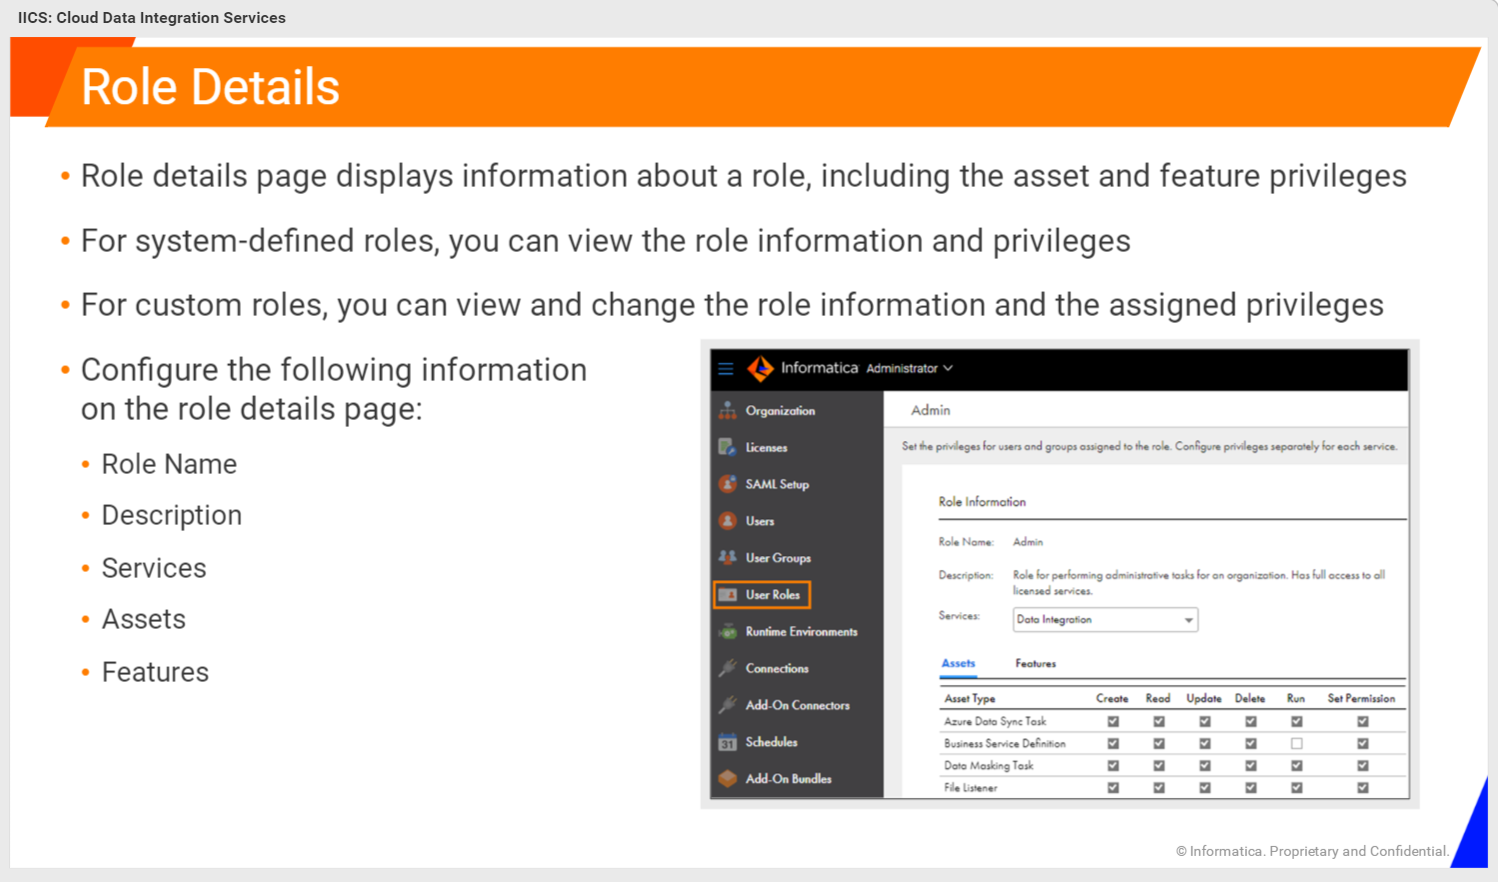 IICS: Cloud Data Integration Services
Role Details
• Role details page displays information about a role, including the asset and feature privileges
• For system-defined roles, you can view the role information and privileges
• For custom roles, you can view and change the role information and the assigned privileges
• Configure the following information
on the role details page:
• Role Name
• Description
• Services
• Assets
• Features
Informatica Administrator
Organization
Licenses
SAML Setup
Users
User Groups
User Roles
Runtime Environments
Connections
Add-On Connectors
31 Schedules
Add-On Bundles
Admin
Set the privileges for users and groups assigned to the role. Configure privileges separately for each service.
Role Information
Role Name: Admin
Description: Role for performing administrative tasks for an organization. Has full access to all
licensed services.
Services: Data Integration
Assets Features
Asset Type Create Read Update Delete Run Set Permission
Azure Data Sync Task
Business Service Definition
Data Masking Task
File Listener
© Informatica. Proprietary and Confidential.